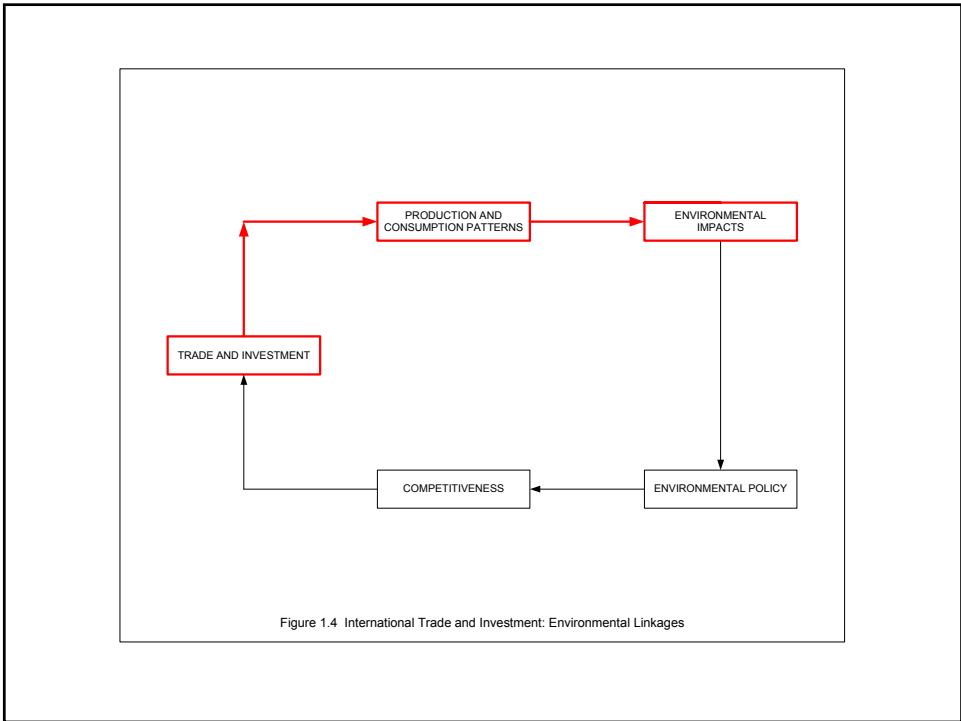 PRODUCTION AND
CONSUMPTION PATTERNS
ENVIRONMENTAL
IMPACTS
TRADE AND INVESTMENT
COMPETITIVENESS
ENVIRONMENTAL POLICY
Figure 1.4 International Trade and Investment: Environmental Linkages